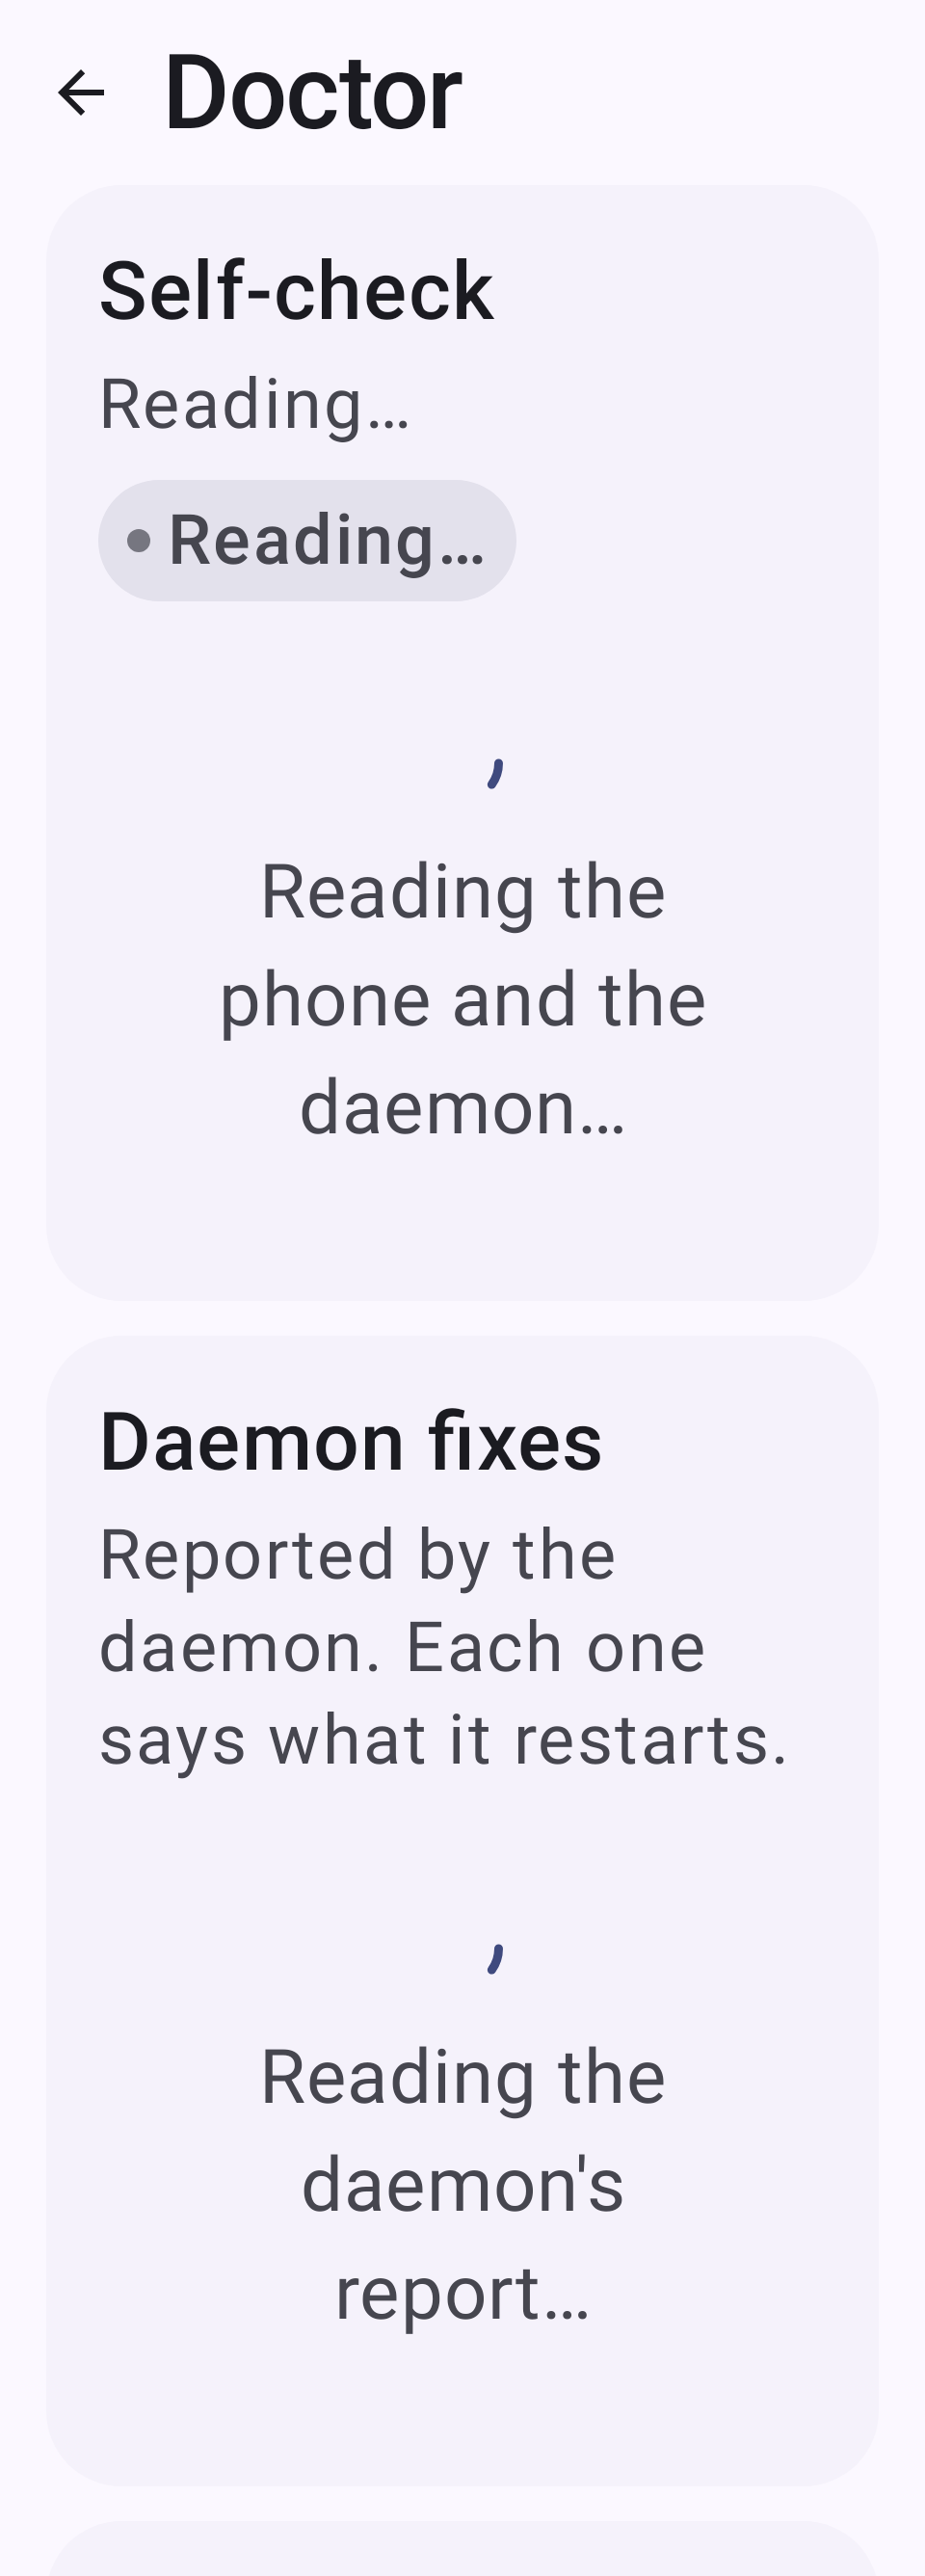 Doctor
Self-check
Reading…
Reading…
Reading the
phone and the
daemon…
Daemon fixes
Reported by the
daemon. Each one
says what it restarts.
Reading the
daemon's
report…